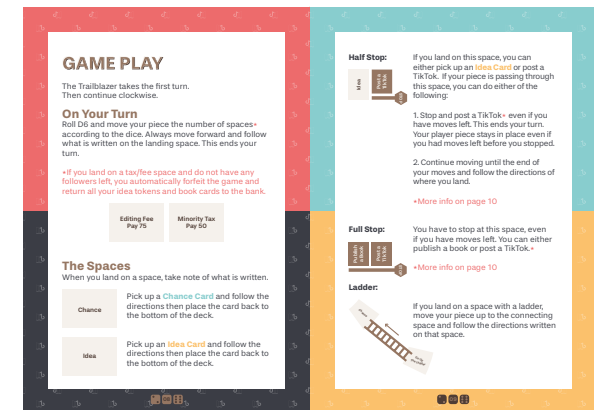 GAME PLAY
The Trailblazer takes the first turn.
Then continue clockwise.
On Your Turn
Roll D6 and move your piece the number of spaces*
according to the dice. Always move forward and follow
what is written on the landing space. This ends your
turn.
*If you land on a tax/fee space and do not have any
followers left, you automatically forfeit the game and
return all your idea tokens and book cards to the bank.
Editing Fee
Pay 75
Minority Tax
Pay 50
The Spaces
When you land on a space, take note of what is written.
Chance
Pick up a Chance Card and follow the
directions then place the card back to
the bottom of the deck.
Idea
Pick up an Idea Card and follow the
directions then place the card back to
the bottom of the deck.
Half Stop:
Idea
Post a
TikTok
If you land on this space, you can
either pick up an Idea Card or post a
TikTok. If your piece is passing through
this space, you can do either of the
following:
1. Stop and post a TikTok* even if you
have moves left. This ends your turn.
Your player piece stays in place even if
you had moves left before you stopped.
2. Continue moving until the end of
your moves and follow the directions of
where you land.
*More info on page 10
Full Stop:
Publish
a Book
Post a
TikTok
You have to stop at this space, even
if you have moves left. You can either
publish a book or post a TikTok.*
*More info on page 10
Ladder:
If you land on a space with a ladder,
move your piece up to the connecting
space and follow the directions written
on that space.